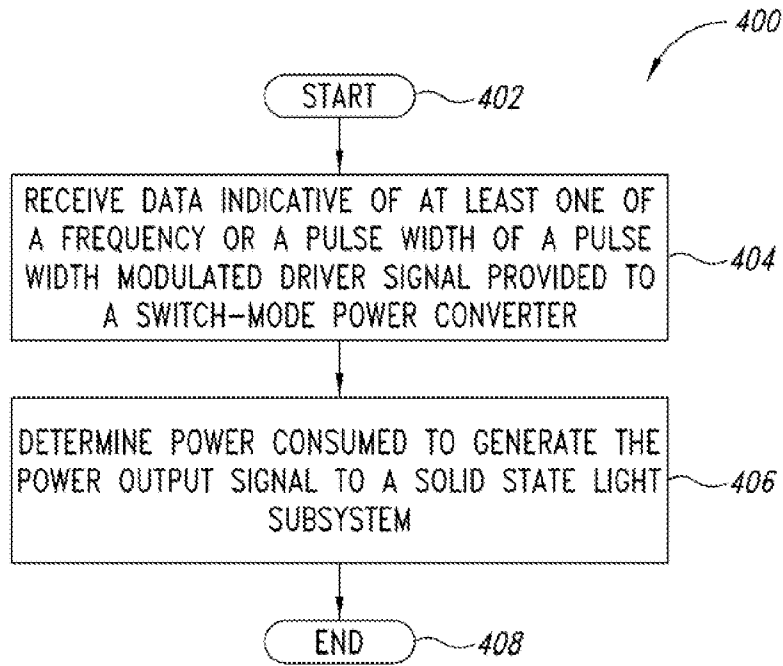 400
START 402
RECEIVE DATA INDICATIVE OF AT LEAST ONE OF
A FREQUENCY OR A PULSE WIDTH OF A PULSE
WIDTH MODULATED DRIVER SIGNAL PROVIDED TO
A SWITCH-MODE POWER CONVERTER
404
DETERMINE POWER CONSUMED TO GENERATE THE
POWER OUTPUT SIGNAL TO A SOLID STATE LIGHT
SUBSYSTEM
406
END 408